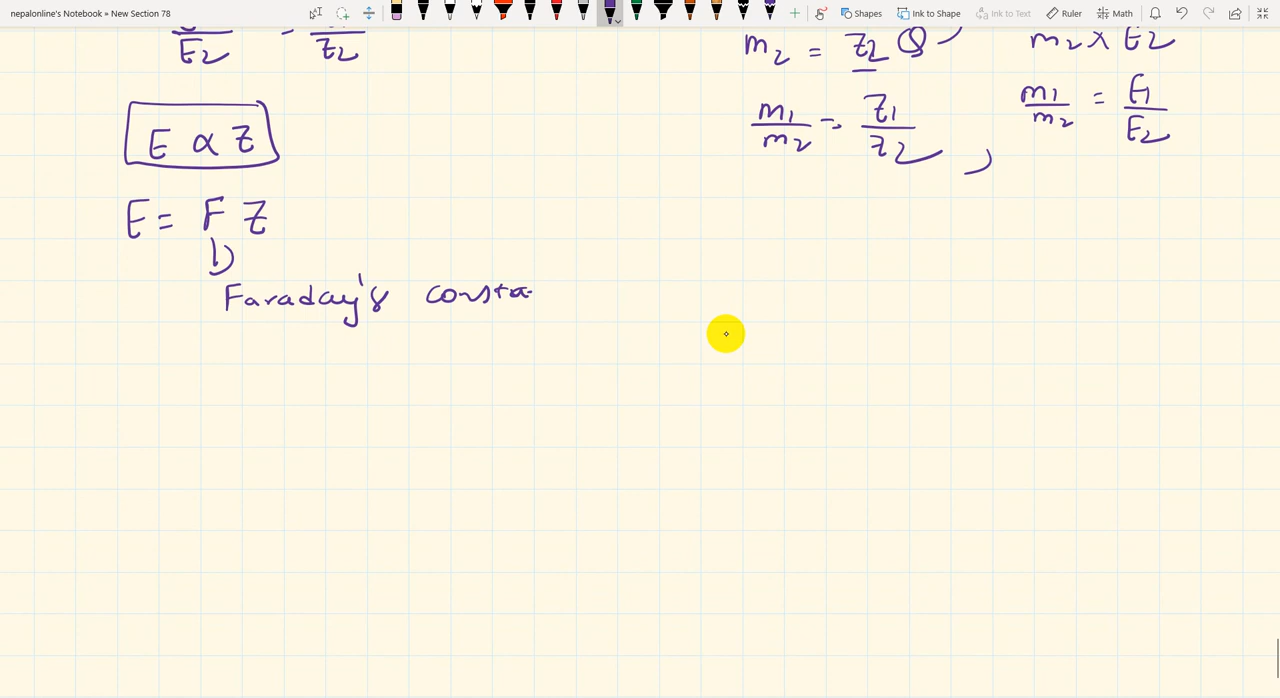 nepalonline's Notebook » New Section 78
Shapes
Ink to Shape
Ink to Text
Ruler
Math
E2 - Z2
E ∝ Z
E = F Z
Faraday's consta
m2 = Z2 Q
m1/m2 = Z1/Z2 ,
m2 ∝ E2
m1/m2 = E1/E2